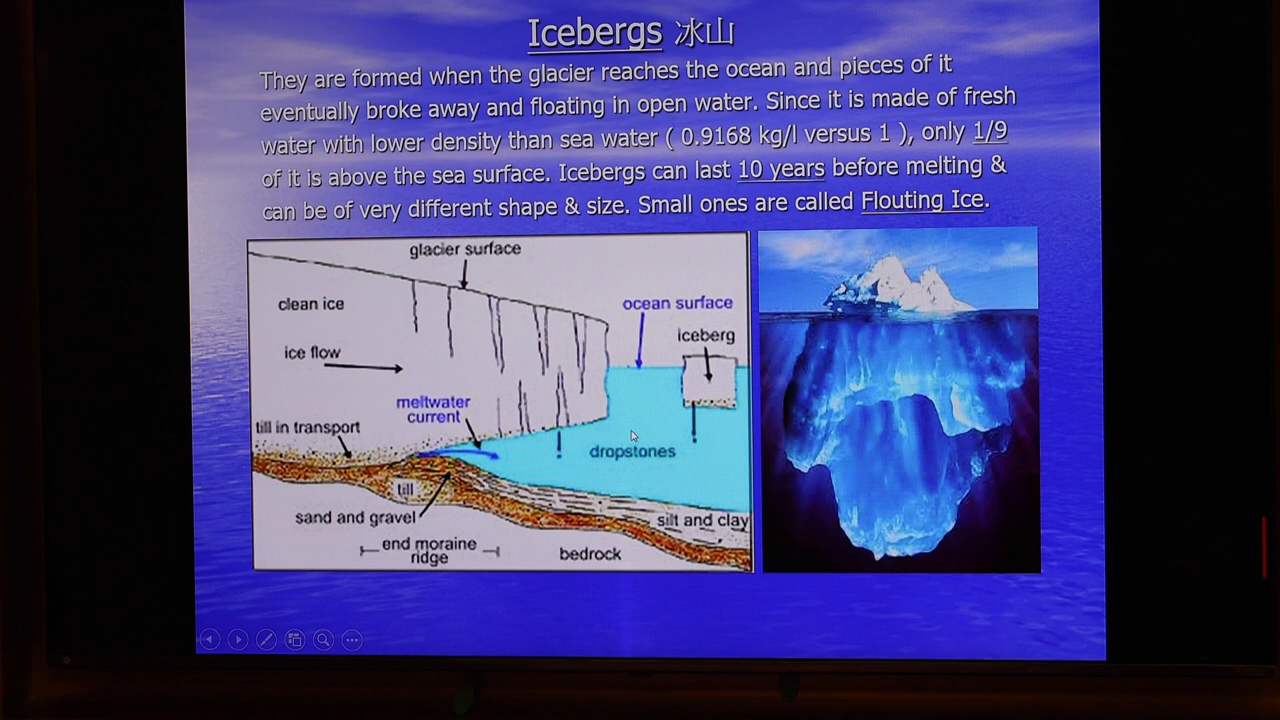 Icebergs 冰山
They are formed when the glacier reaches the ocean and pieces of it
eventually broke away and floating in open water. Since it is made of fresh
water with lower density than sea water ( 0.9168 kg/l versus 1 ), only 1/9
of it is above the sea surface. Icebergs can last 10 years before melting &
can be of very different shape & size. Small ones are called Flouting Ice.
glacier surface
clean ice
ocean surface
iceberg
ice flow
meltwater
current
till in transport
dropstones
till
sand and gravel
silt and clay
end moraine
ridge
bedrock